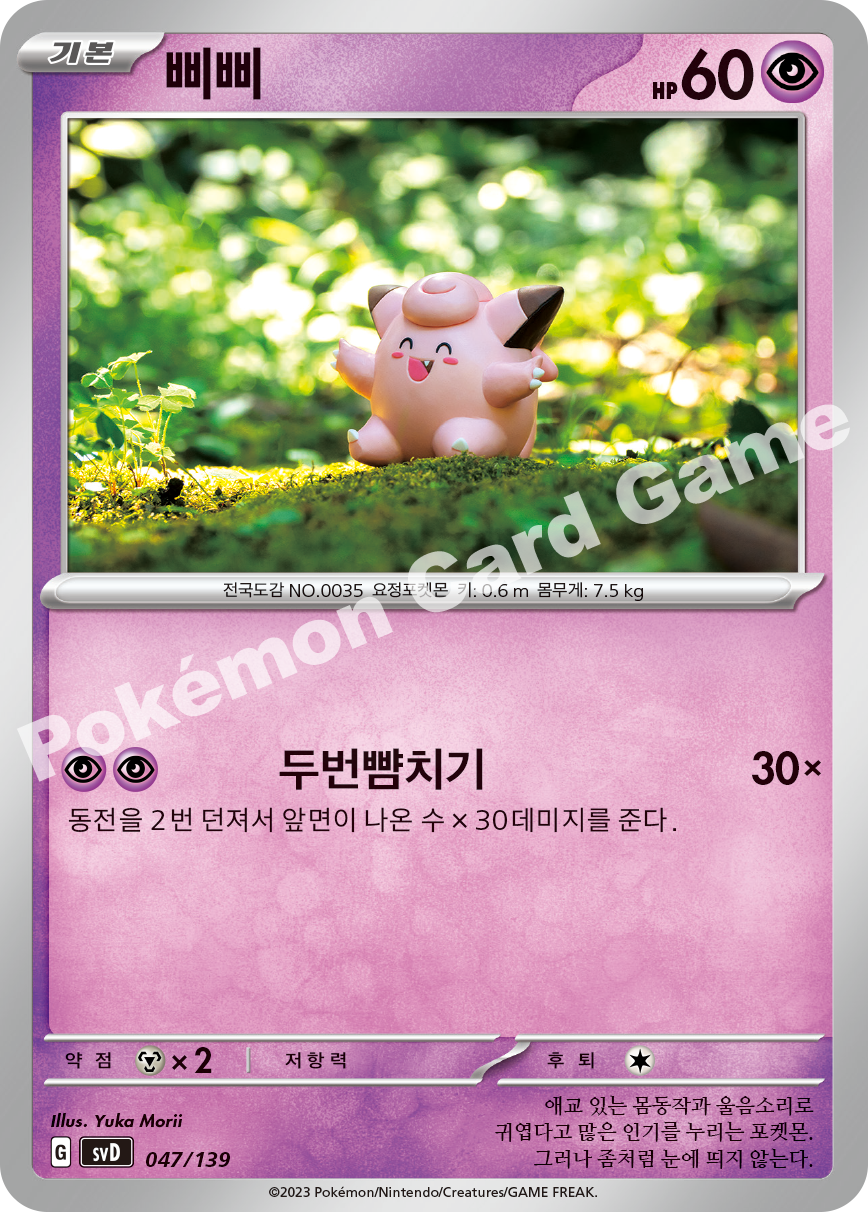 기본
삐삐
HP 60
전국도감 NO.0035 요정포켓몬 키: 0.6 m 몸무게: 7.5 kg
Pokémon Card Game
두번뺨치기 30×
동전을 2번 던져서 앞면이 나온 수 × 30데미지를 준다.
약점 ×2 저항력 후퇴
Illus. Yuka Morii
G svD 047/139
애교 있는 몸동작과 울음소리로
귀엽다고 많은 인기를 누리는 포켓몬.
그러나 좀처럼 눈에 띄지 않는다.
©2023 Pokémon/Nintendo/Creatures/GAME FREAK.